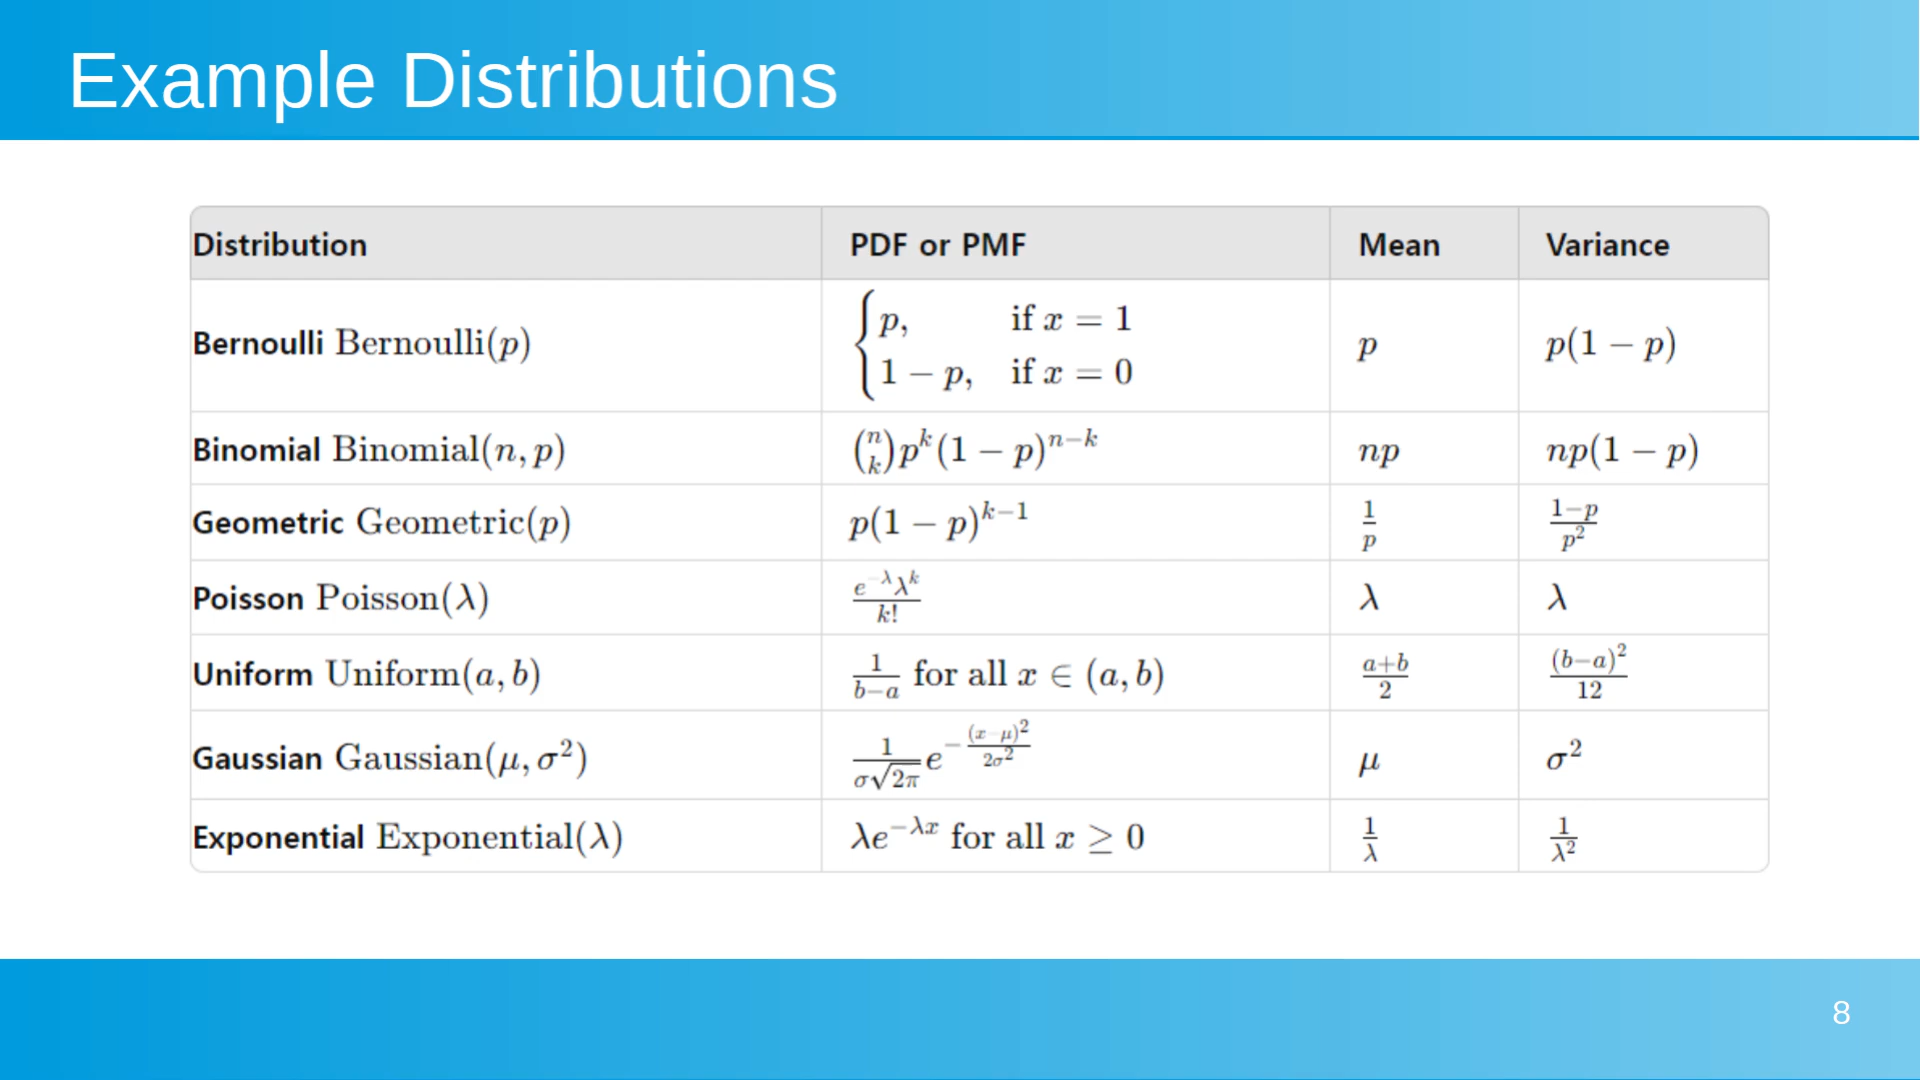 Example Distributions
Distribution PDF or PMF Mean Variance
Bernoulli Bernoulli(p) { p, if x = 1 1 − p, if x = 0 p p(1 − p)
Binomial Binomial(n, p) (n k) p^k (1 − p)^{n−k} np np(1 − p)
Geometric Geometric(p) p(1 − p)^{k−1} 1/p (1−p)/p^2
Poisson Poisson(λ) e^{−λ}λ^k/k! λ λ
Uniform Uniform(a, b) 1/(b−a) for all x ∈ (a, b) (a+b)/2 (b−a)^2/12
Gaussian Gaussian(μ, σ^2) 1/(σ√2π) e^{−(x−μ)^2/2σ^2} μ σ^2
Exponential Exponential(λ) λe^{−λx} for all x ≥ 0 1/λ 1/λ^2
8